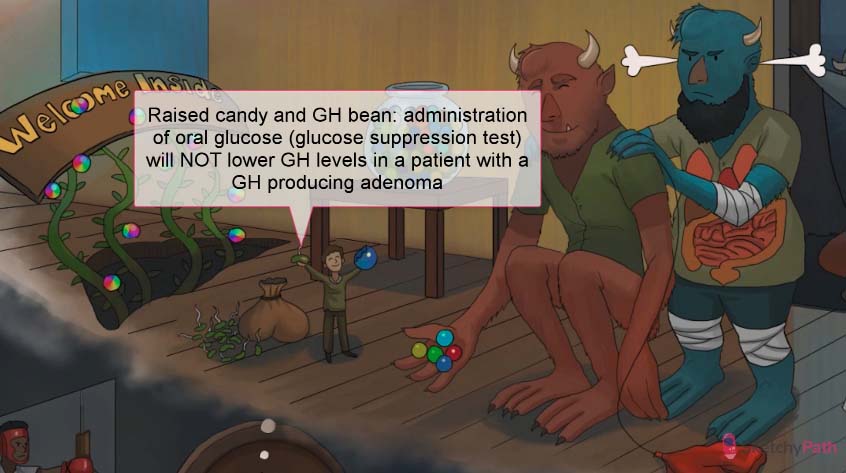 Welcome Inside
Raised candy and GH bean: administration
of oral glucose (glucose suppression test)
will NOT lower GH levels in a patient with a
GH producing adenoma
SketchyPath